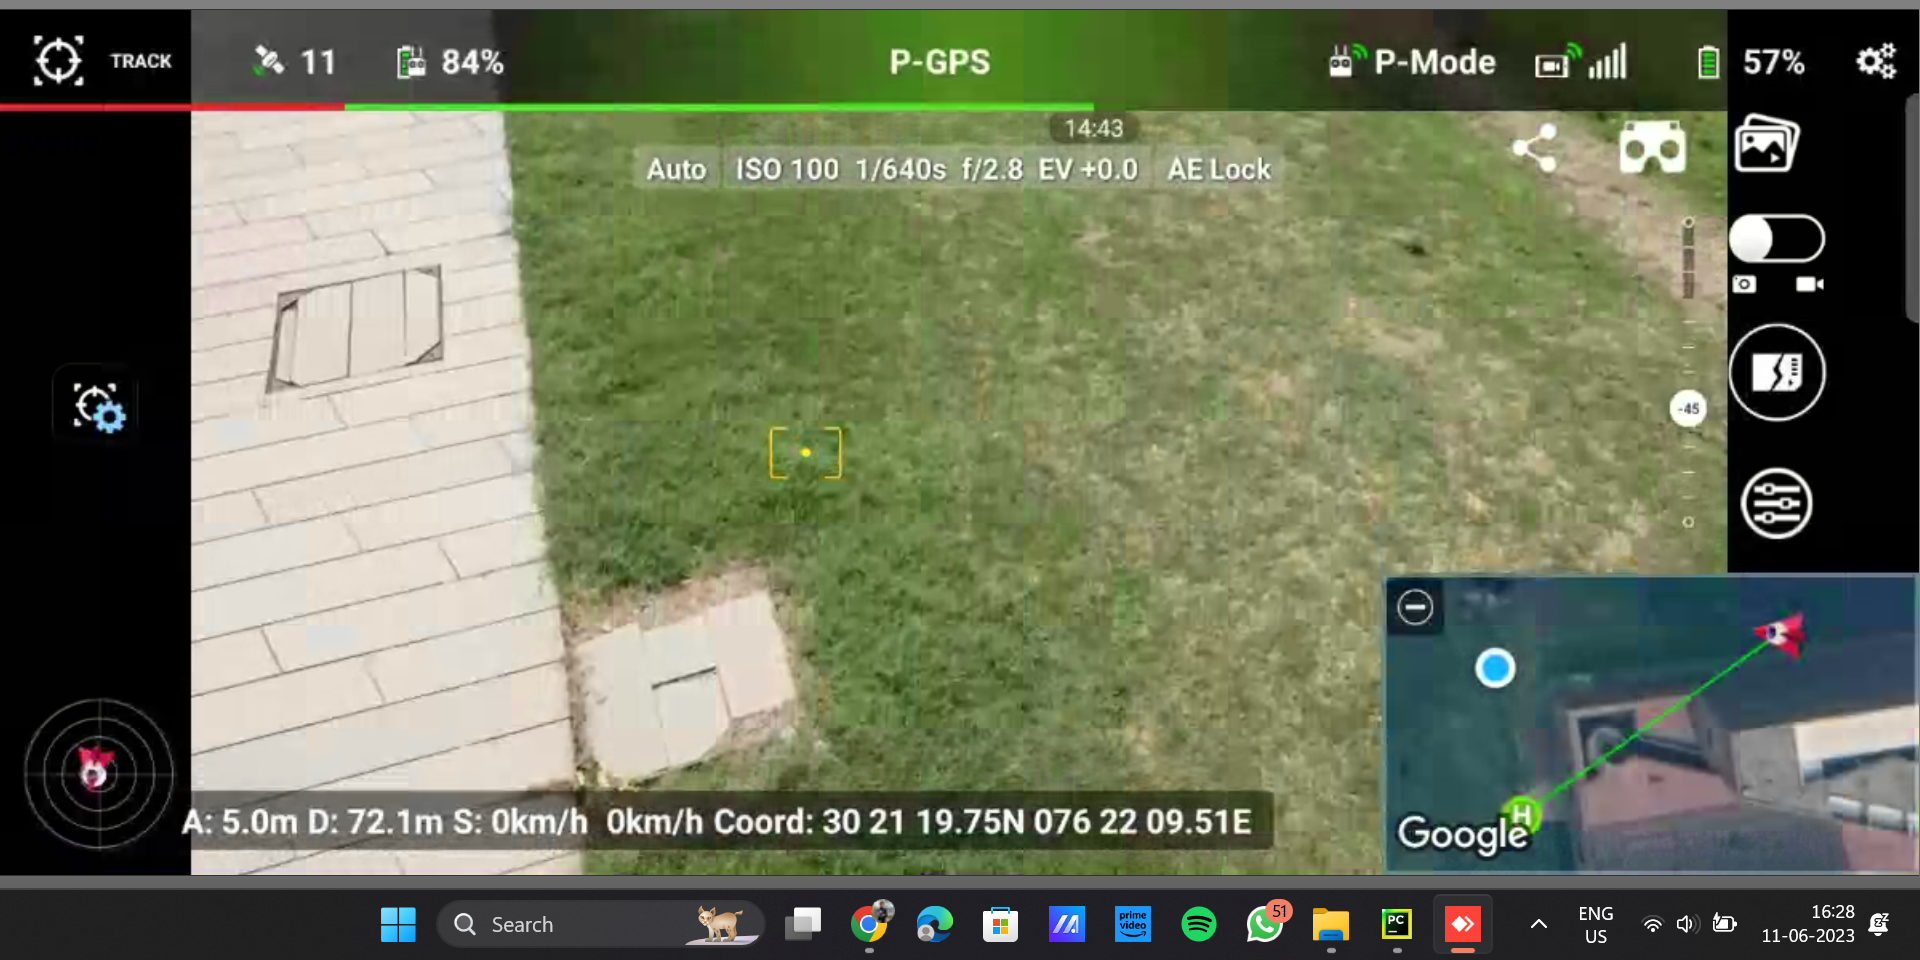 TRACK 11 84% P-GPS P-Mode 57%
14:43
Auto ISO 100 1/640s f/2.8 EV +0.0 AE Lock
-45
A: 5.0m D: 72.1m S: 0km/h 0km/h Coord: 30 21 19.75N 076 22 09.51E
H
Google
Search
prime video
51
PC
ENG
US
16:28
11-06-2023